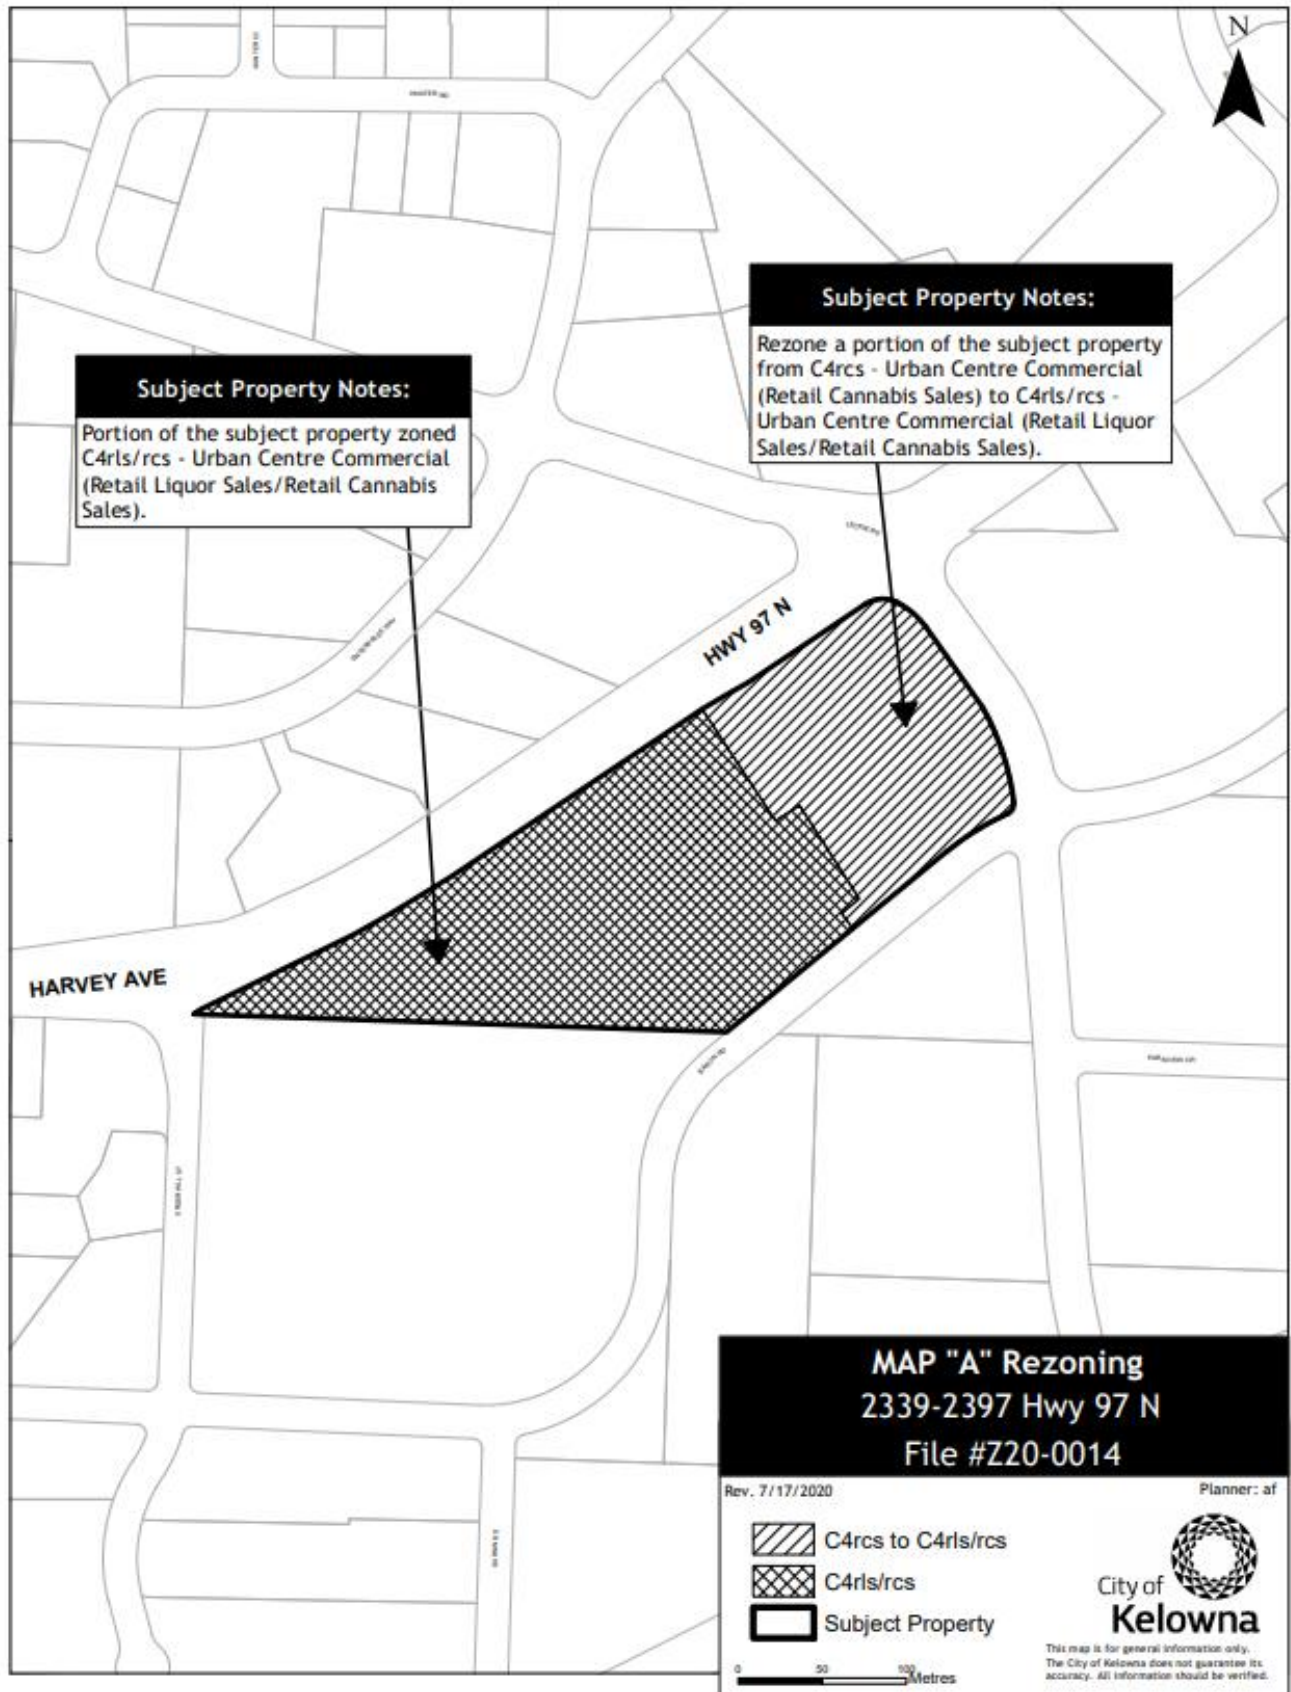 N
Subject Property Notes:
Rezone a portion of the subject property
from C4rcs - Urban Centre Commercial
(Retail Cannabis Sales) to C4rls/rcs -
Urban Centre Commercial (Retail Liquor
Sales/Retail Cannabis Sales).
Subject Property Notes:
Portion of the subject property zoned
C4rls/rcs - Urban Centre Commercial
(Retail Liquor Sales/Retail Cannabis
Sales).
HWY 97 N
HARVEY AVE
MAP "A" Rezoning
2339-2397 Hwy 97 N
File #Z20-0014
Rev. 7/17/2020
Planner: af
C4rcs to C4rls/rcs
C4rls/rcs
Subject Property
0 50 100 Metres
City of
Kelowna
This map is for general information only.
The City of Kelowna does not guarantee its
accuracy. All information should be verified.